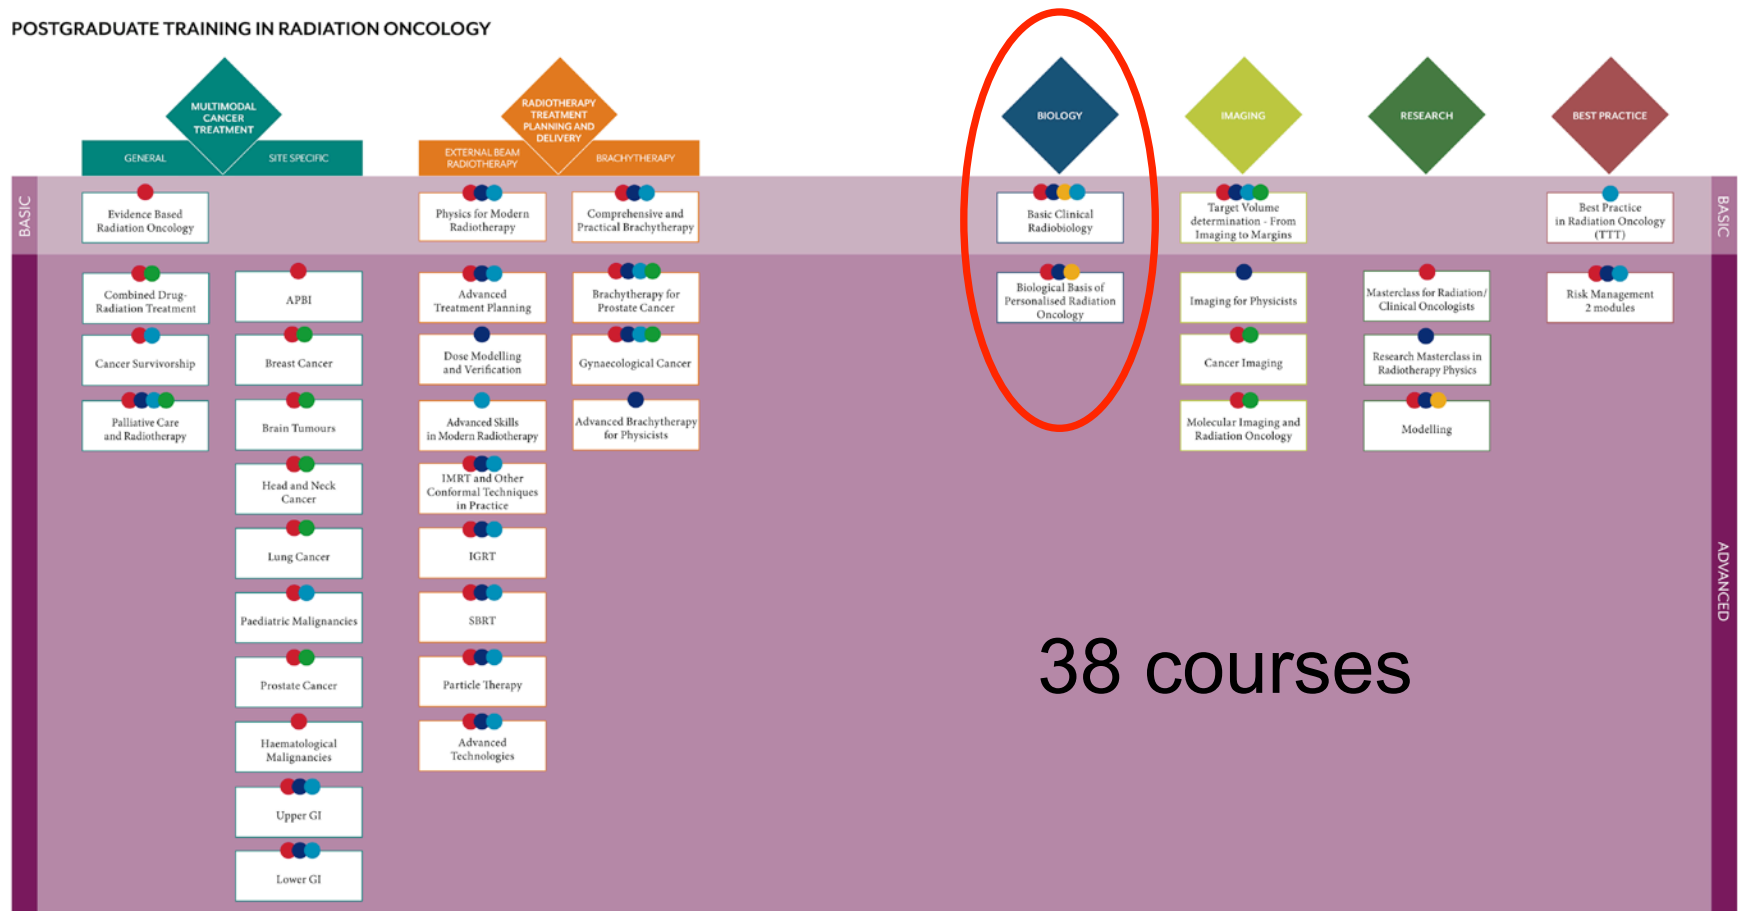 POSTGRADUATE TRAINING IN RADIATION ONCOLOGY
MULTIMODAL
CANCER
TREATMENT
GENERAL
SITE SPECIFIC
RADIOTHERAPY
TREATMENT
PLANNING AND
DELIVERY
EXTERNAL BEAM
RADIOTHERAPY
BRACHYTHERAPY
BIOLOGY
IMAGING
RESEARCH
BEST PRACTICE
BASIC
Evidence Based
Radiation Oncology
Physics for Modern
Radiotherapy
Comprehensive and
Practical Brachytherapy
Basic Clinical
Radiobiology
Target Volume
determination - From
Imaging to Margins
Best Practice
in Radiation Oncology
(TTT)
BASIC
Combined Drug-
Radiation Treatment
APBI
Advanced
Treatment Planning
Brachytherapy for
Prostate Cancer
Biological Basis of
Personalised Radiation
Oncology
Imaging for Physicists
Masterclass for Radiation/
Clinical Oncologists
Risk Management
2 modules
Cancer Survivorship
Breast Cancer
Dose Modelling
and Verification
Gynaecological Cancer
Cancer Imaging
Research Masterclass in
Radiotherapy Physics
Palliative Care
and Radiotherapy
Brain Tumours
Advanced Skills
in Modern Radiotherapy
Advanced Brachytherapy
for Physicists
Molecular Imaging and
Radiation Oncology
Modelling
Head and Neck
Cancer
IMRT and Other
Conformal Techniques
in Practice
Lung Cancer
IGRT
ADVANCED
Paediatric Malignancies
SBRT
38 courses
Prostate Cancer
Particle Therapy
Haematological
Malignancies
Advanced
Technologies
Upper GI
Lower GI